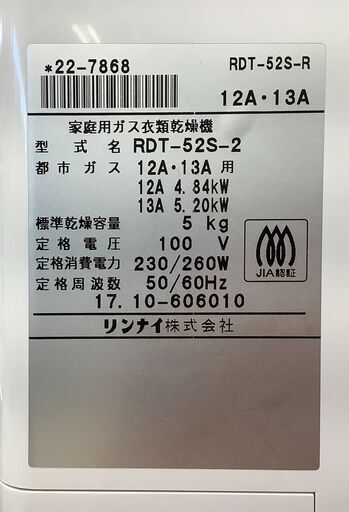 *22-7868 RDT-52S-R
12A・13A
家庭用ガス衣類乾燥機
型式名 RDT-52S-2
都市ガス 12A・13A 用
12A 4.84kW
13A 5.20kW
標準乾燥容量 5 kg
定格電圧 100 V
定格消費電力 230/260W
定格周波数 50/60Hz
JIA認証
17.10-606010
リンナイ株式会社